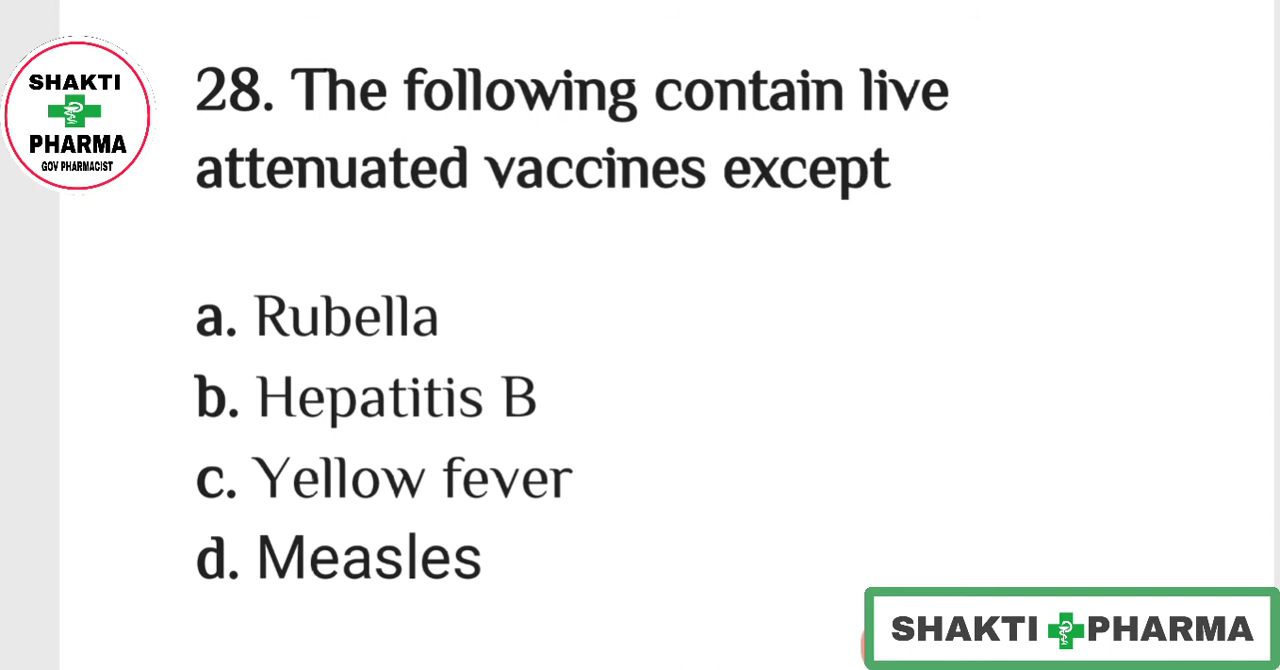 SHAKTI
PHARMA
GOV PHARMACIST
28. The following contain live
attenuated vaccines except
a. Rubella
b. Hepatitis B
c. Yellow fever
d. Measles
SHAKTI PHARMA